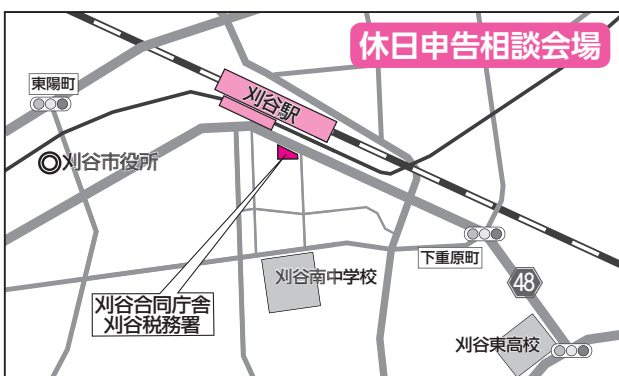 休日申告相談会場
東陽町
刈谷駅
刈谷市役所
下重原町
刈谷南中学校
48
刈谷合同庁舎
刈谷税務署
刈谷東高校